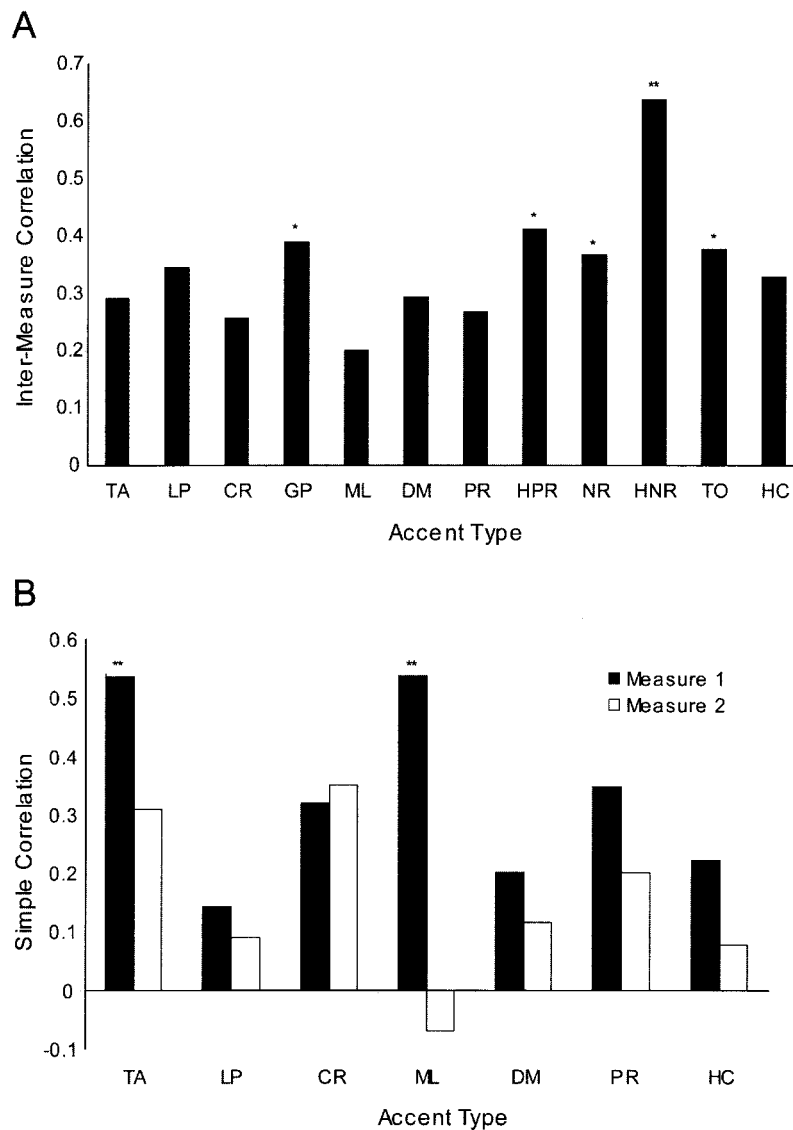 A
0.7
0.6
0.5
0.4
0.3
0.2
0.1
0
Inter-Measure Correlation
* * * ** *
TA LP CR GP ML DM PR HPR NR HNR TO HC
Accent Type
B
0.6
0.5
0.4
0.3
0.2
0.1
0
-0.1
Simple Correlation
** **
Measure 1
Measure 2
TA LP CR ML DM PR HC
Accent Type